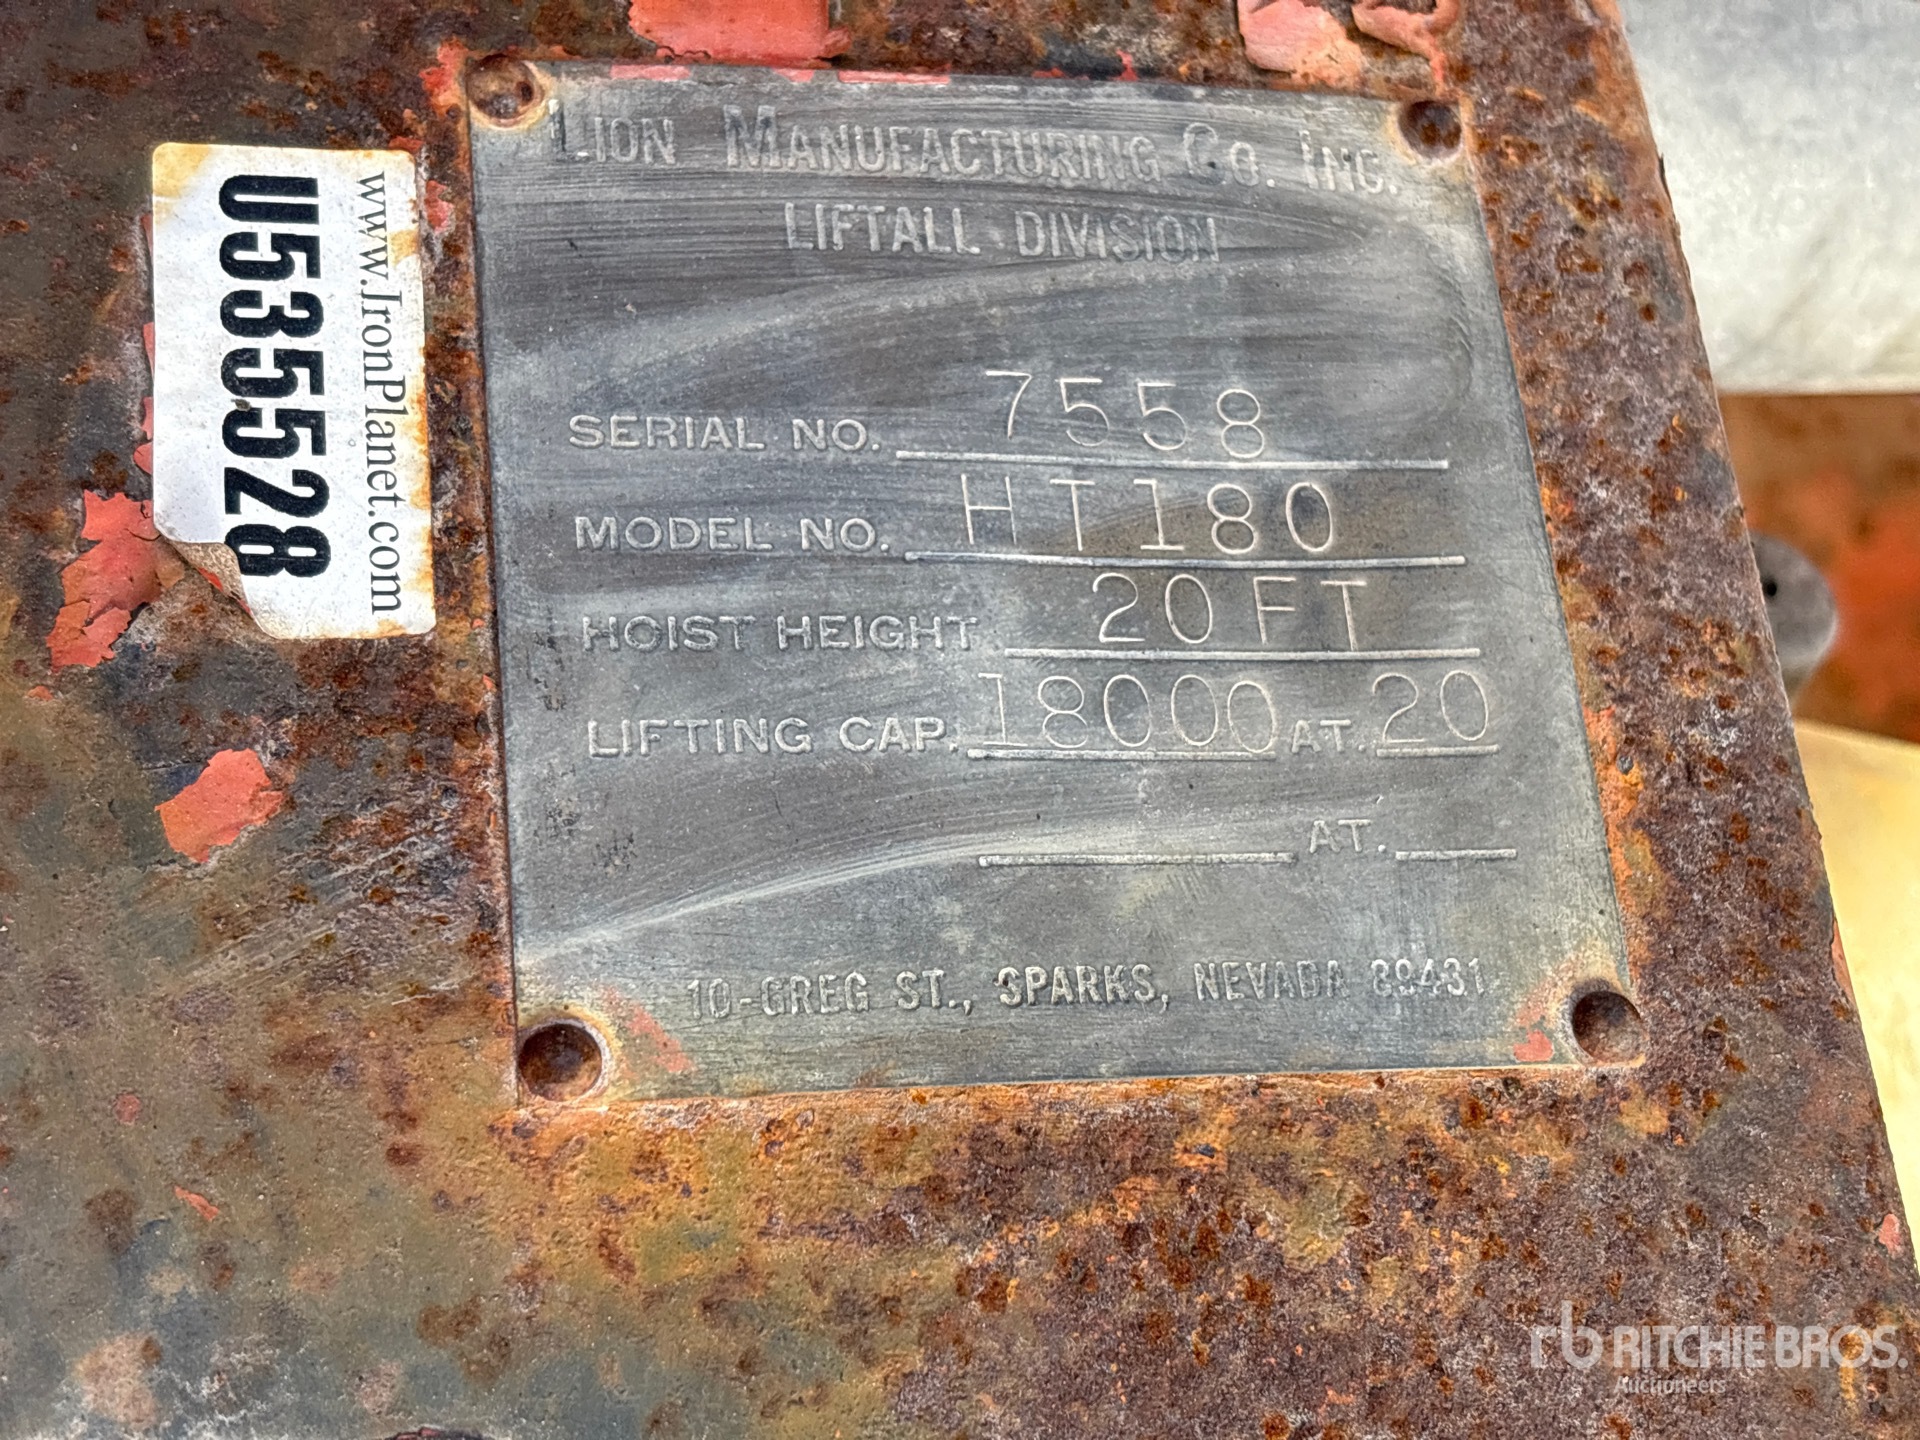 LION MANUFACTURING CO. INC.
LIFTALL DIVISION
SERIAL NO. 7558
MODEL NO. HT180
HOIST HEIGHT 20 FT
LIFTING CAP. 18000 AT. 20
AT.
10-GREG ST., SPARKS, NEVADA 89431
www.IronPlanet.com
U535528
rb RITCHIE BROS.
Auctioneers